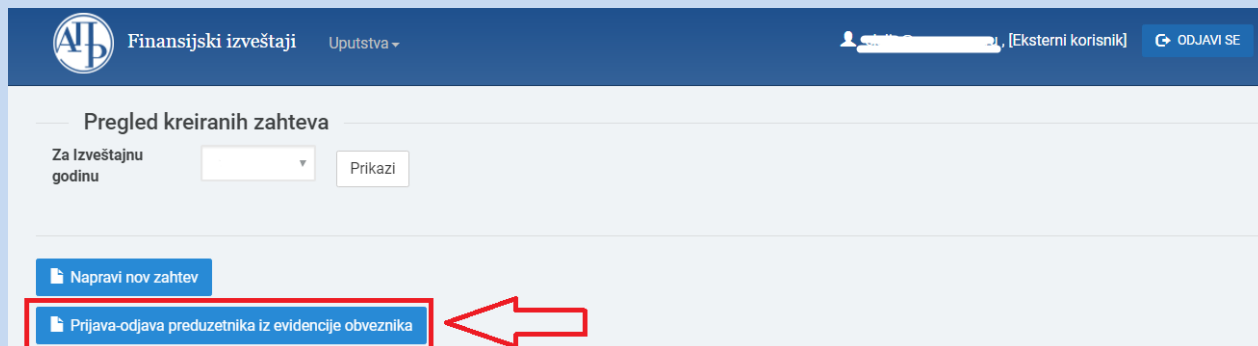 АПР
Finansijski izveštaji
Uputstva
, [Eksterni korisnik]
ODJAVI SE
Pregled kreiranih zahteva
Za Izveštajnu
godinu
Prikazi
Napravi nov zahtev
Prijava-odjava preduzetnika iz evidencije obveznika